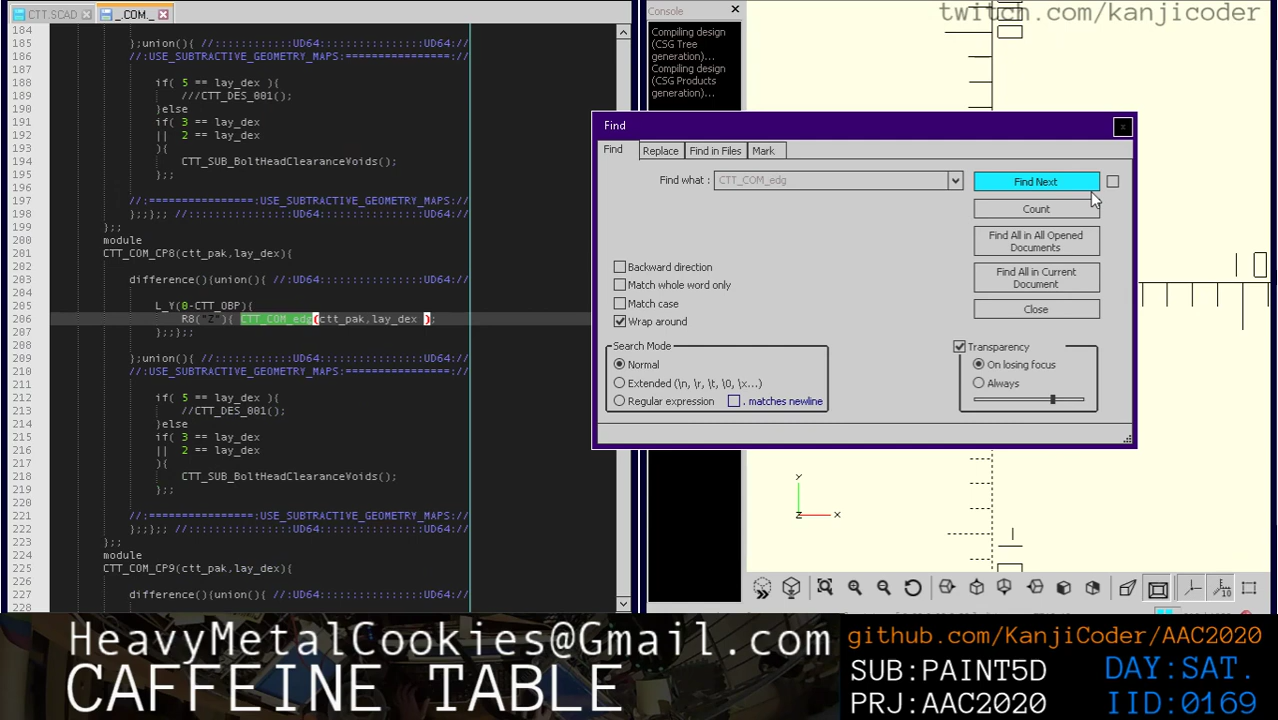 CTT.SCAD
_.COM._
184
185 };union(){ //::::::::::::UD64::::::::::::::::UD64://
186 //:USE_SUBTRACTIVE_GEOMETRY_MAPS:================://
187
188 if( 5 == lay_dex ){
189 ///CTT_DES_001();
190 }else
191 if( 3 == lay_dex
192 || 2 == lay_dex
193 ){
194 CTT_SUB_BoltHeadClearanceVoids();
195 };;
196
197 //:================:USE_SUBTRACTIVE_GEOMETRY_MAPS://
198 };;};; //::::::::::::::::UD64::::::::::::::::UD64://
199 };;
200 module
201 CTT_COM_CP8(ctt_pak,lay_dex){
202
203 difference(){union(){ //::UD64::::::::::::::::UD64://
204
205 L_Y(0-CTT_OBP){
206 R8("Z"){ CTT_COM_edg(ctt_pak,lay_dex );
207 };;};;
208
209 };union(){ //::::::::::::UD64::::::::::::::::UD64://
210 //:USE_SUBTRACTIVE_GEOMETRY_MAPS:================://
211
212 if( 5 == lay_dex ){
213 //CTT_DES_001();
214 }else
215 if( 3 == lay_dex
216 || 2 == lay_dex
217 ){
218 CTT_SUB_BoltHeadClearanceVoids();
219 };;
220
221 //:================:USE_SUBTRACTIVE_GEOMETRY_MAPS://
222 };;};; //::::::::::::::::UD64::::::::::::::::UD64://
223 };;
224 module
225 CTT_COM_CP9(ctt_pak,lay_dex){
226
227 difference(){union(){ //::UD64::::::::::::::::UD64://
228
Console
Compiling design
(CSG Tree
generation)...
Compiling design
(CSG Products
generation)...
twitch.com/kanjicoder
Find
Find
Replace
Find in Files
Mark
Find what :
CTT_COM_edg
Find Next
Count
Find All in All Opened
Documents
Find All in Current
Document
Close
Backward direction
Match whole word only
Match case
Wrap around
Search Mode
Normal
Extended (\n, \r, \t, \0, \x...)
Regular expression
. matches newline
Transparency
On losing focus
Always
Y
Z
X
10
HeavyMetalCookies@Gmail.com
CAFFEINE TABLE
github.com/KanjiCoder/AAC2020
SUB:PAINT5D
DAY:SAT.
PRJ:AAC2020
IID:0169